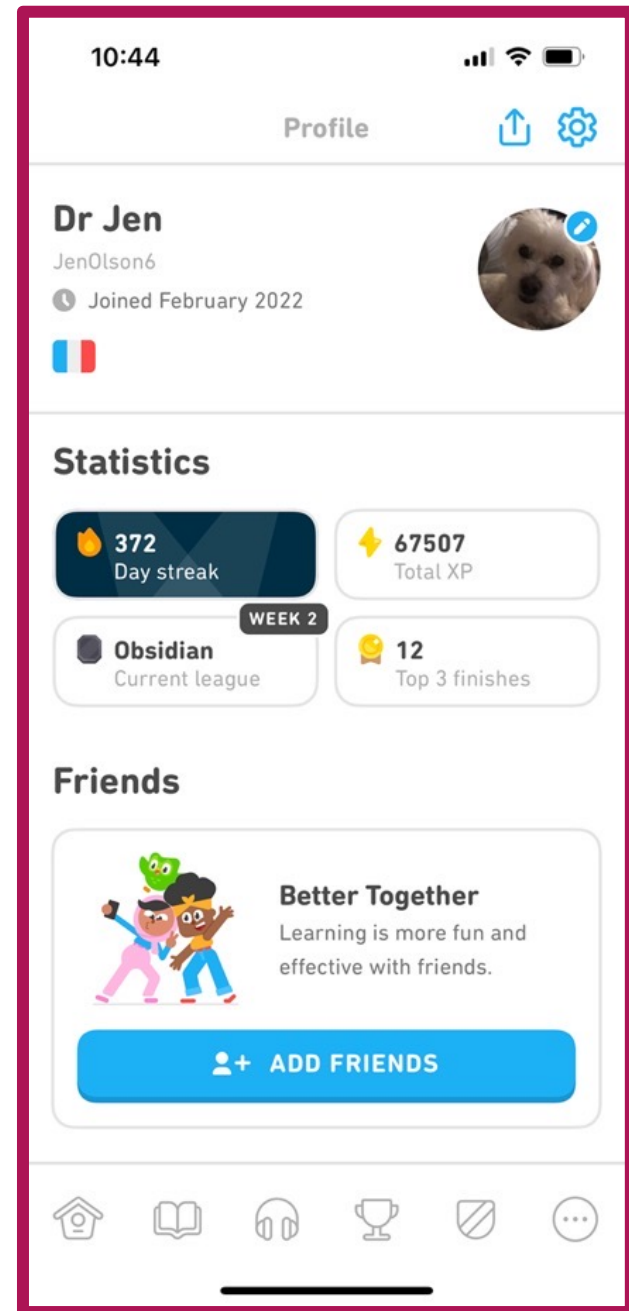 10:44
Profile
Dr Jen
JenOlson6
Joined February 2022
Statistics
372
Day streak
67507
Total XP
WEEK 2
Obsidian
Current league
12
Top 3 finishes
Friends
Better Together
Learning is more fun and
effective with friends.
ADD FRIENDS